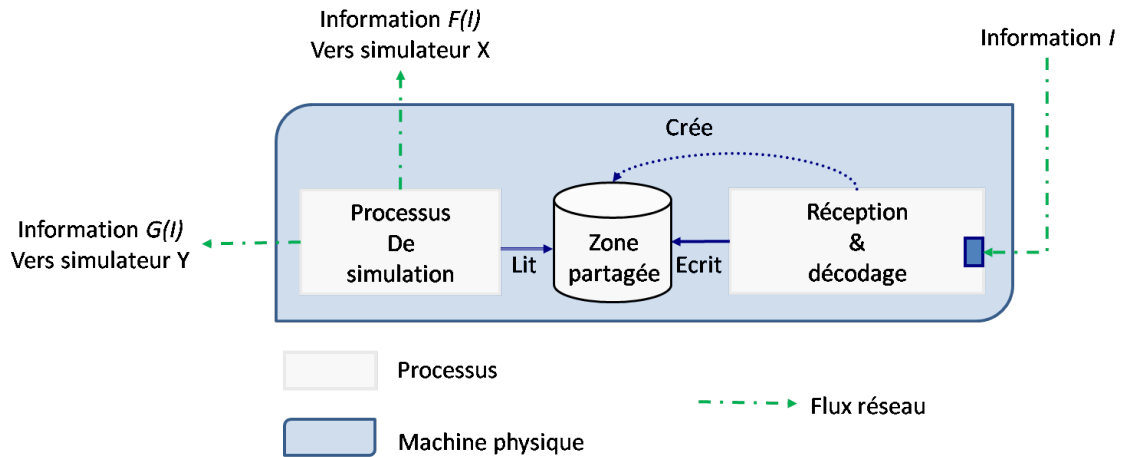 Information F(I)
Vers simulateur X
Information I
Crée
Processus
De
simulation
Zone
partagée
Réception
&
décodage
Information G(I)
Vers simulateur Y
Lit
Ecrit
Processus
Flux réseau
Machine physique